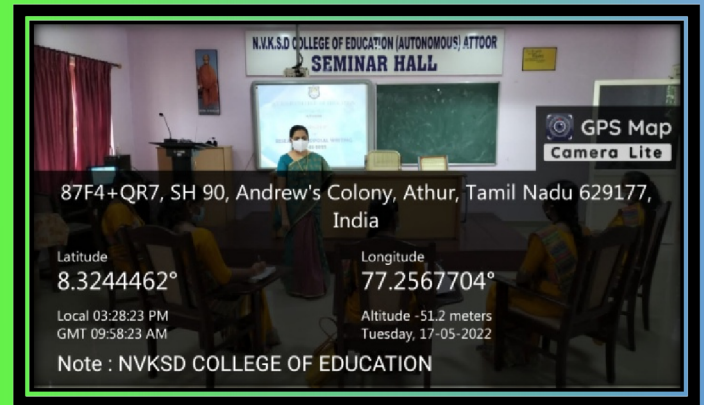 N.V.K.S.D COLLEGE OF EDUCATION (AUTONOMOUS) ATTOOR
SEMINAR HALL
GPS Map
Camera Lite
87F4+QR7, SH 90, Andrew's Colony, Athur, Tamil Nadu 629177,
India
Latitude
8.3244462°
Longitude
77.2567704°
Local 03:28:23 PM
GMT 09:58:23 AM
Altitude -51.2 meters
Tuesday, 17-05-2022
Note : NVKSD COLLEGE OF EDUCATION